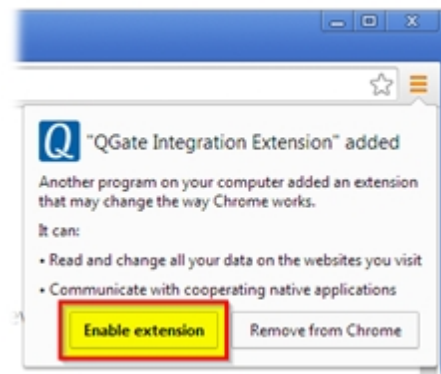 Q "QGate Integration Extension" added
Another program on your computer added an extension
that may change the way Chrome works.
It can:
• Read and change all your data on the websites you visit
• Communicate with cooperating native applications
Enable extension Remove from Chrome